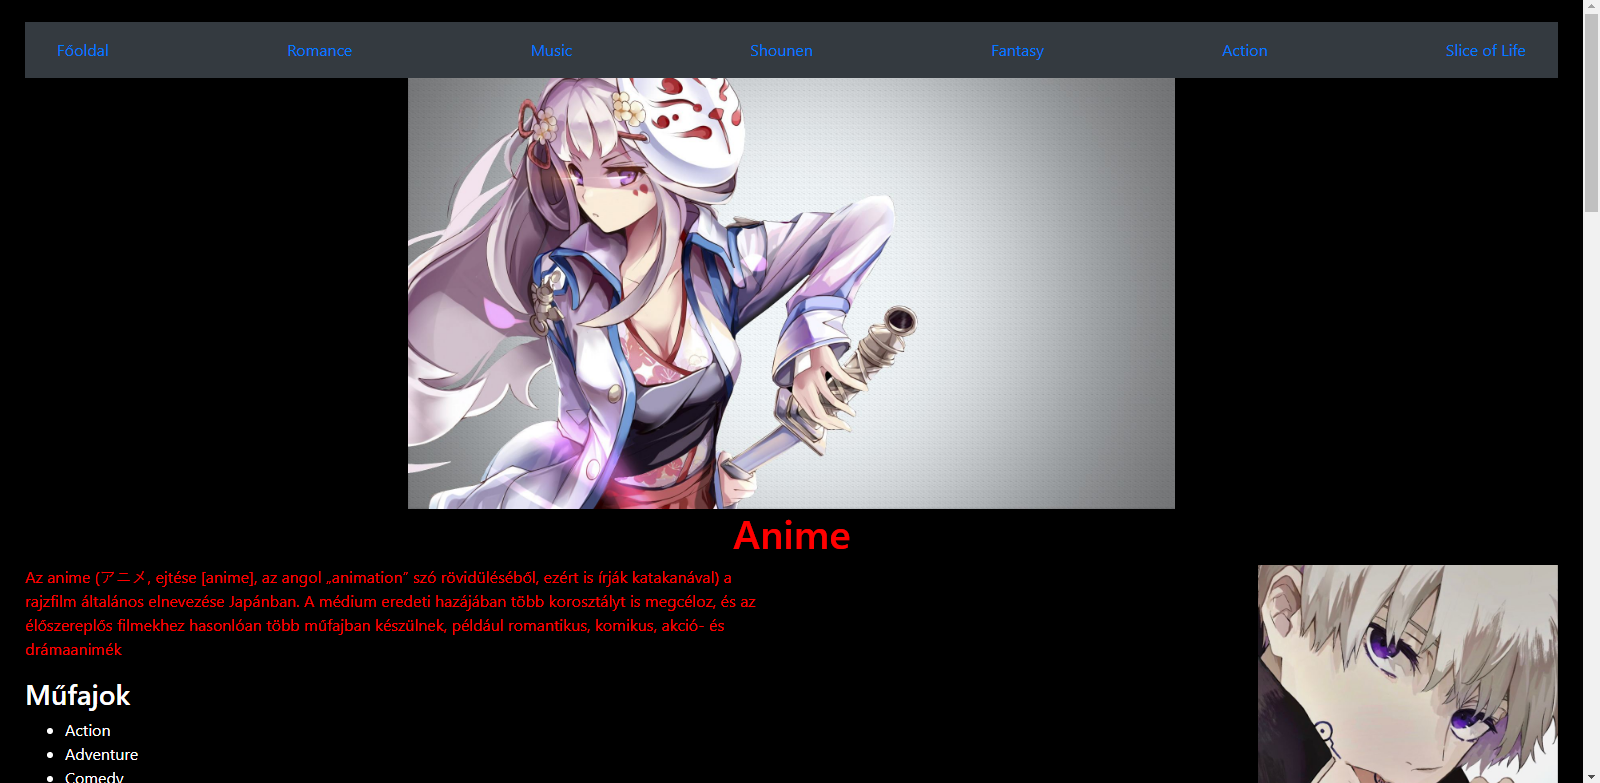 Főoldal Romance Music Shounen Fantasy Action Slice of Life
Anime
Az anime (アニメ, ejtése [anime], az angol „animation” szó rövidüléséből, ezért is írják katakanával) a
rajzfilm általános elnevezése Japánban. A médium eredeti hazájában több korosztályt is megcéloz, és az
élőszereplős filmekhez hasonlóan több műfajban készülnek, például romantikus, komikus, akció- és
drámaanimék
Műfajok
Action
Adventure
Comedy